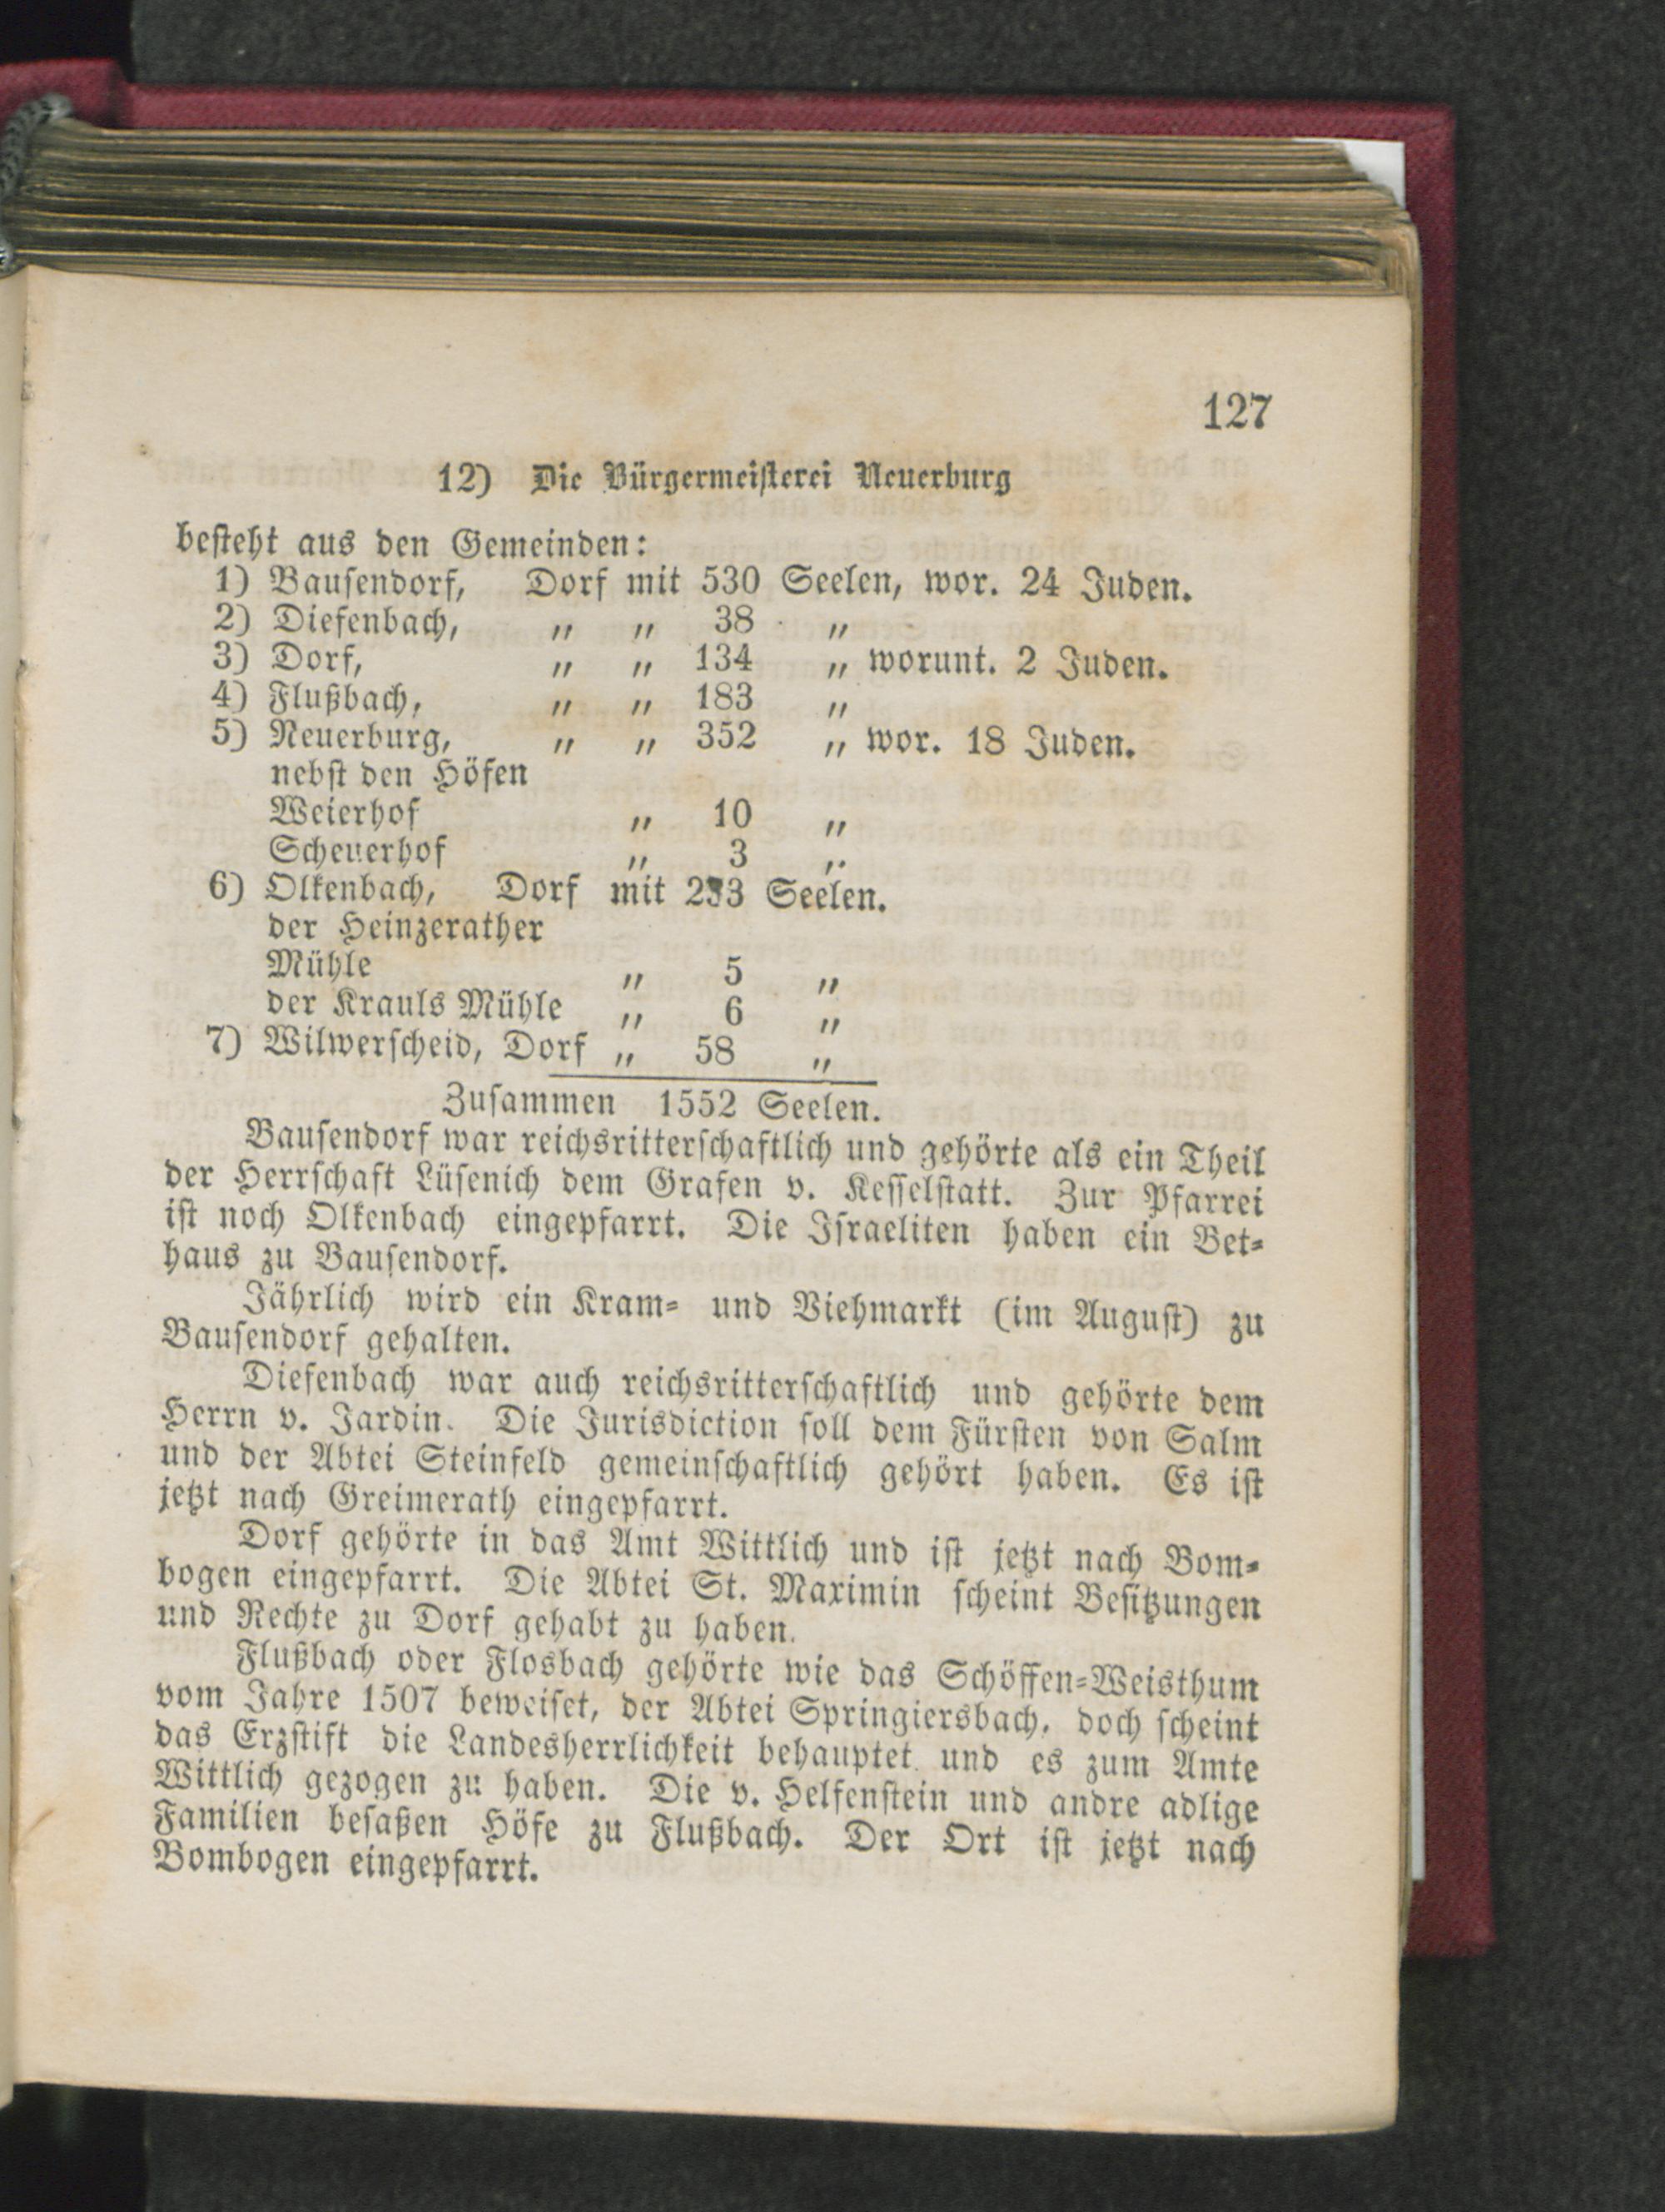 127
12) Die Bürgermeisterei Neuerburg
besteht aus den Gemeinden:
1) Bausendorf, Dorf mit 530 Seelen, wor. 24 Juden.
2) Diefenbach, „ „ 38 „
3) Dorf, „ „ 134 „ worunt. 2 Juden.
4) Flußbach, „ „ 183 „
5) Neuerburg, „ „ 352 „ wor. 18 Juden.
nebst den Höfen
Weierhof „ 10 „
Scheuerhof „ 3 „
6) Olkenbach, Dorf mit 233 Seelen.
der Heinzerather
Mühle „ 5 „
der Krauls Mühle „ 6 „
7) Wilwerscheid, Dorf „ 58 „
Zusammen 1552 Seelen.
Bausendorf war reichsritterschaftlich und gehörte als ein Theil
der Herrschaft Lüsenich dem Grafen v. Kesselstatt. Zur Pfarrei
ist noch Olkenbach eingepfarrt. Die Israeliten haben ein Bet-
haus zu Bausendorf.
Jährlich wird ein Kram- und Viehmarkt (im August) zu
Bausendorf gehalten.
Diefenbach war auch reichsritterschaftlich und gehörte dem
Herrn v. Jardin. Die Jurisdiction soll dem Fürsten von Salm
und der Abtei Steinfeld gemeinschaftlich gehört haben. Es ist
jetzt nach Greimerath eingepfarrt.
Dorf gehörte in das Amt Wittlich und ist jetzt nach Bom-
bogen eingepfarrt. Die Abtei St. Maximin scheint Besitzungen
und Rechte zu Dorf gehabt zu haben.
Flußbach oder Flosbach gehörte wie das Schöffen-Weisthum
vom Jahre 1507 beweiset, der Abtei Springiersbach, doch scheint
das Erzstift die Landesherrlichkeit behauptet und es zum Amte
Wittlich gezogen zu haben. Die v. Helfenstein und andre adlige
Familien besaßen Höfe zu Flußbach. Der Ort ist jetzt nach
Bombogen eingepfarrt.